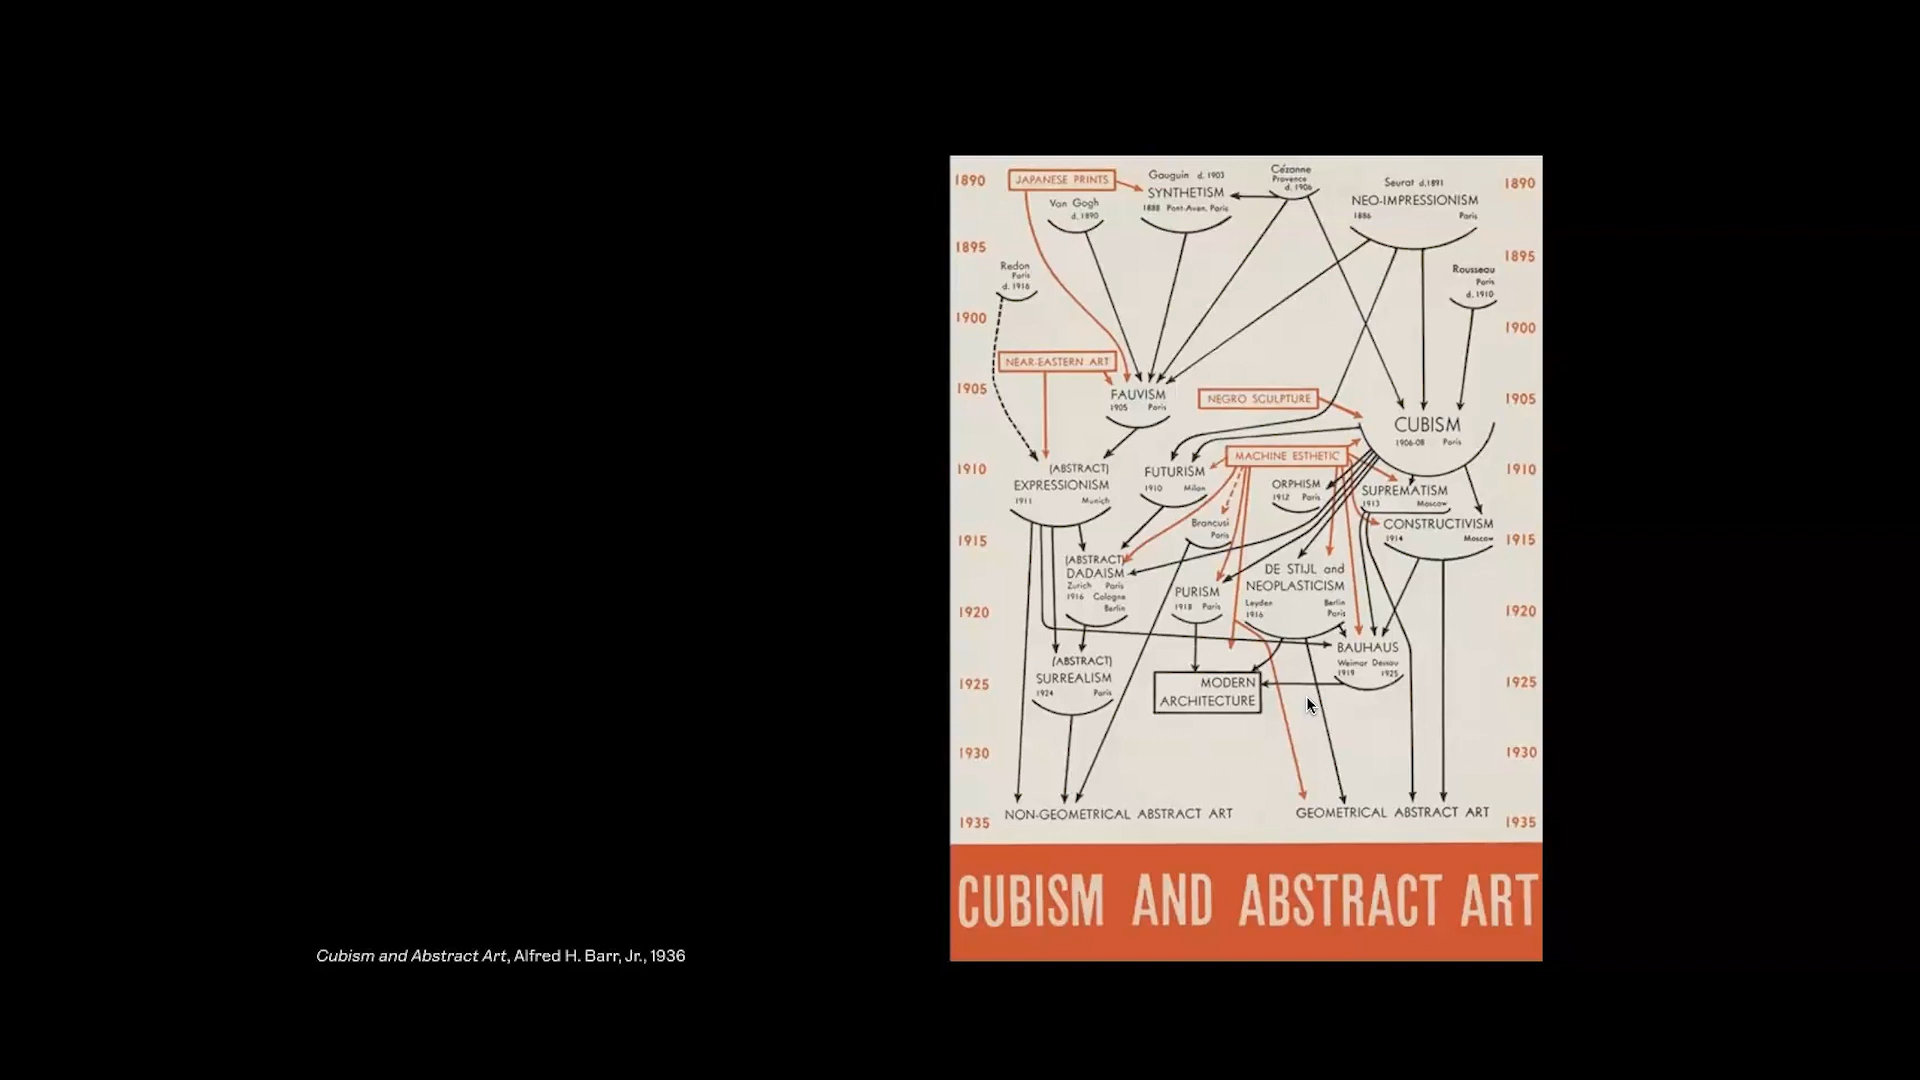 1890
JAPANESE PRINTS
Gauguin d. 1903
SYNTHETISM
1888 Pont-Aven, Paris
Cézanne
Provence
d. 1906
Seurat d.1891
NEO-IMPRESSIONISM
1886 Paris
1890
Van Gogh
d. 1890
1895
1895
Redon
Paris
d. 1916
Rousseau
Paris
d. 1910
1900
1900
NEAR-EASTERN ART
1905
FAUVISM
1905 Paris
NEGRO SCULPTURE
1905
CUBISM
1906-08 Paris
1910
(ABSTRACT)
EXPRESSIONISM
1911 Munich
FUTURISM
1910 Milan
MACHINE ESTHETIC
1910
ORPHISM
1912 Paris
SUPREMATISM
1913 Moscow
Brancusi
Paris
CONSTRUCTIVISM
1914 Moscow
1915
1915
(ABSTRACT)
DADAISM
Zurich Paris
1916 Cologne
Berlin
PURISM
1918 Paris
DE STIJL and
NEOPLASTICISM
Leyden Berlin
1916 Paris
1920
1920
BAUHAUS
Weimar Dessau
1919 1925
(ABSTRACT)
SURREALISM
1924 Paris
MODERN
ARCHITECTURE
1925
1925
1930
1930
NON-GEOMETRICAL ABSTRACT ART
GEOMETRICAL ABSTRACT ART
1935
1935
CUBISM AND ABSTRACT ART
Cubism and Abstract Art, Alfred H. Barr, Jr., 1936